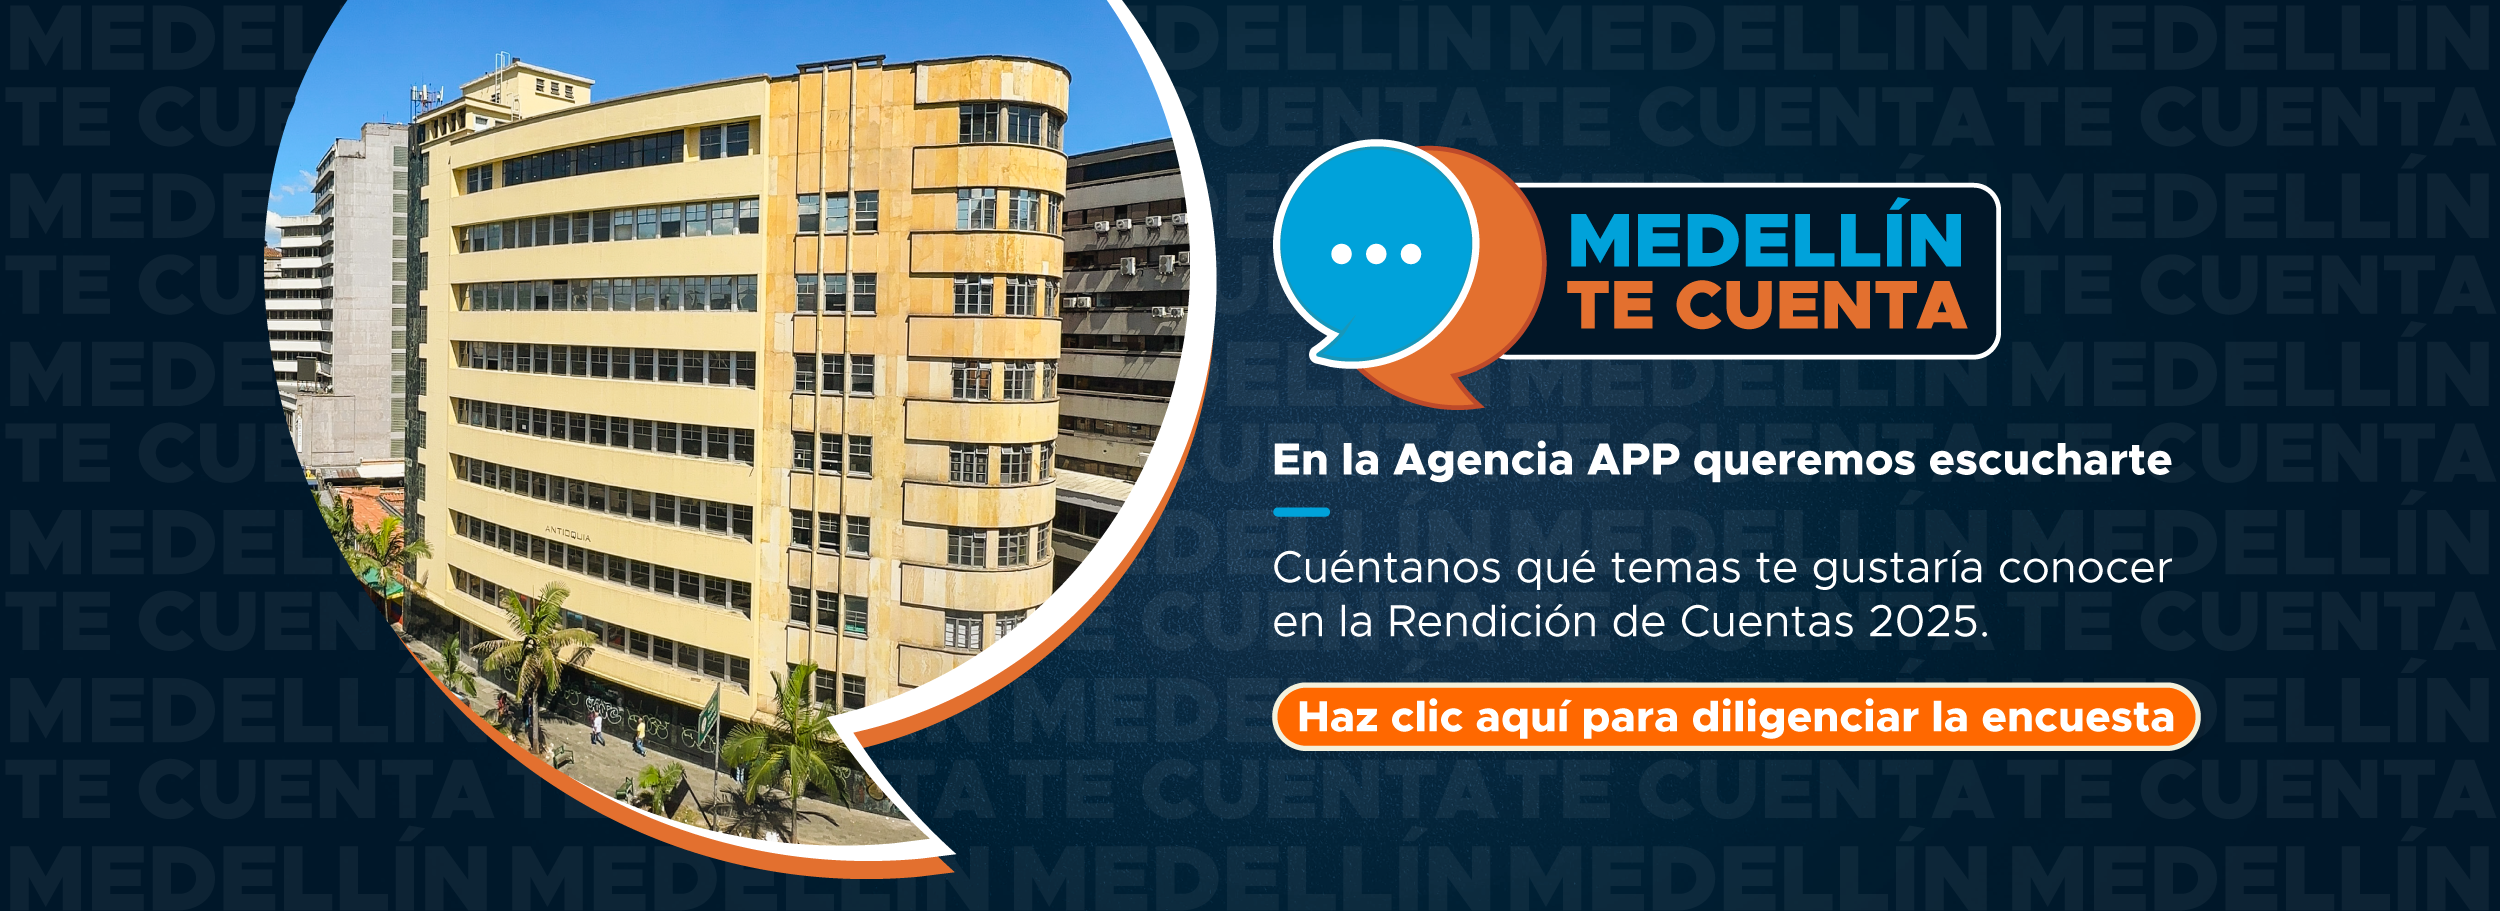 MEDELLÍN
TE CUENTA
En la Agencia APP queremos escucharte
Cuéntanos qué temas te gustaría conocer
en la Rendición de Cuentas 2025.
Haz clic aquí para diligenciar la encuesta
ANTIOQUIA